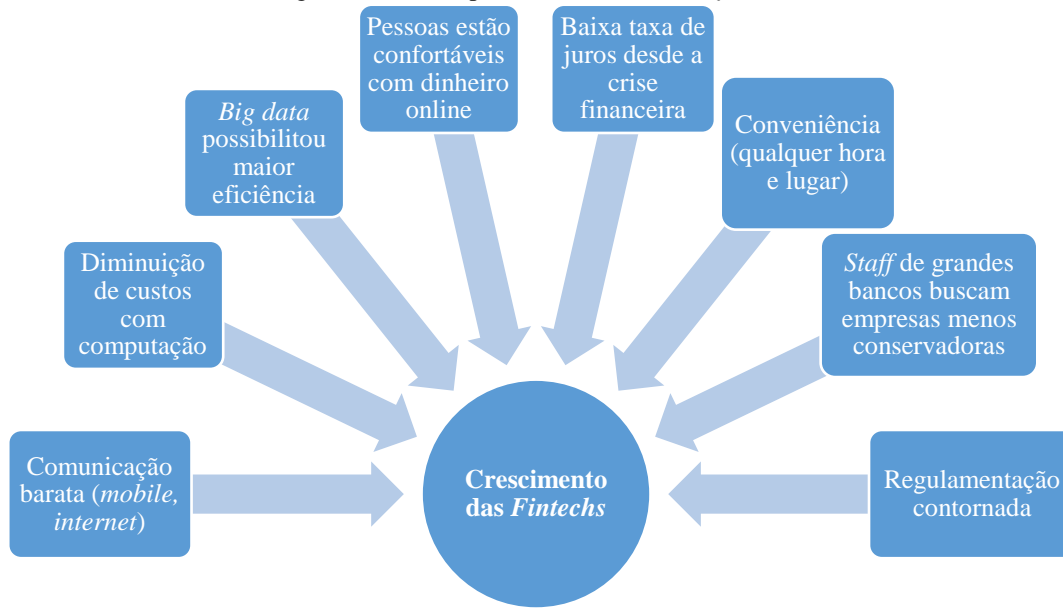 Pessoas estão
confortáveis
com dinheiro
online
Baixa taxa de
juros desde a
crise
financeira
Big data
possibilitou
maior
eficiência
Conveniência
(qualquer hora
e lugar)
Diminuição
de custos
com
computação
Staff de grandes
bancos buscam
empresas menos
conservadoras
Comunicação
barata (mobile,
internet)
Crescimento
das Fintechs
Regulamentação
contornada